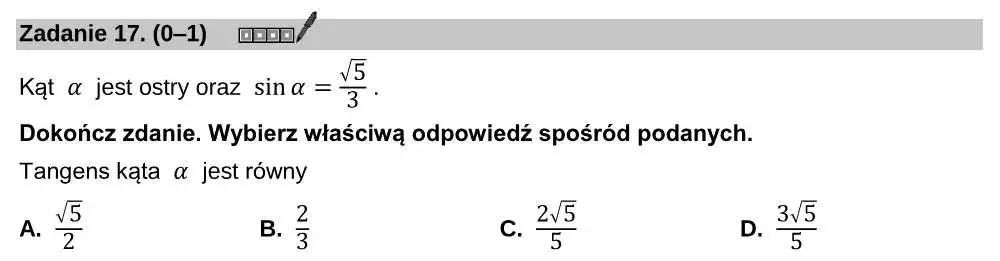 Zadanie 17. (0–1)
Kąt α jest ostry oraz sin α = √5/3 .
Dokończ zdanie. Wybierz właściwą odpowiedź spośród podanych.
Tangens kąta α jest równy
A. √5/2 B. 2/3 C. 2√5/5 D. 3√5/5